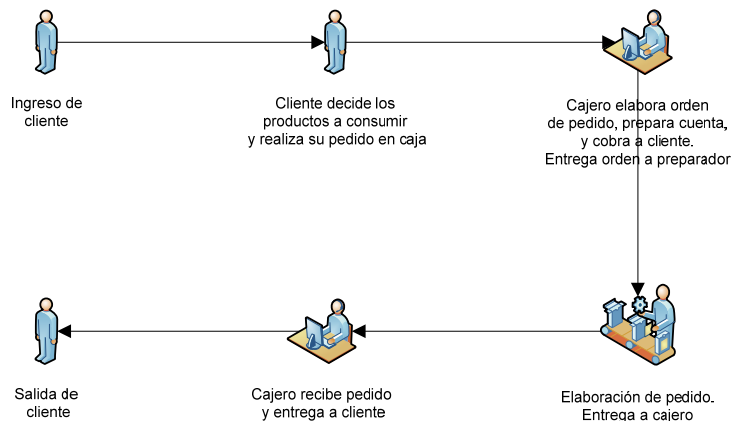 Ingreso de
cliente
Cliente decide los
productos a consumir
y realiza su pedido en caja
Cajero elabora orden
de pedido, prepara cuenta,
y cobra a cliente.
Entrega orden a preparador
Salida de
cliente
Cajero recibe pedido
y entrega a cliente
Elaboración de pedido.
Entrega a cajero